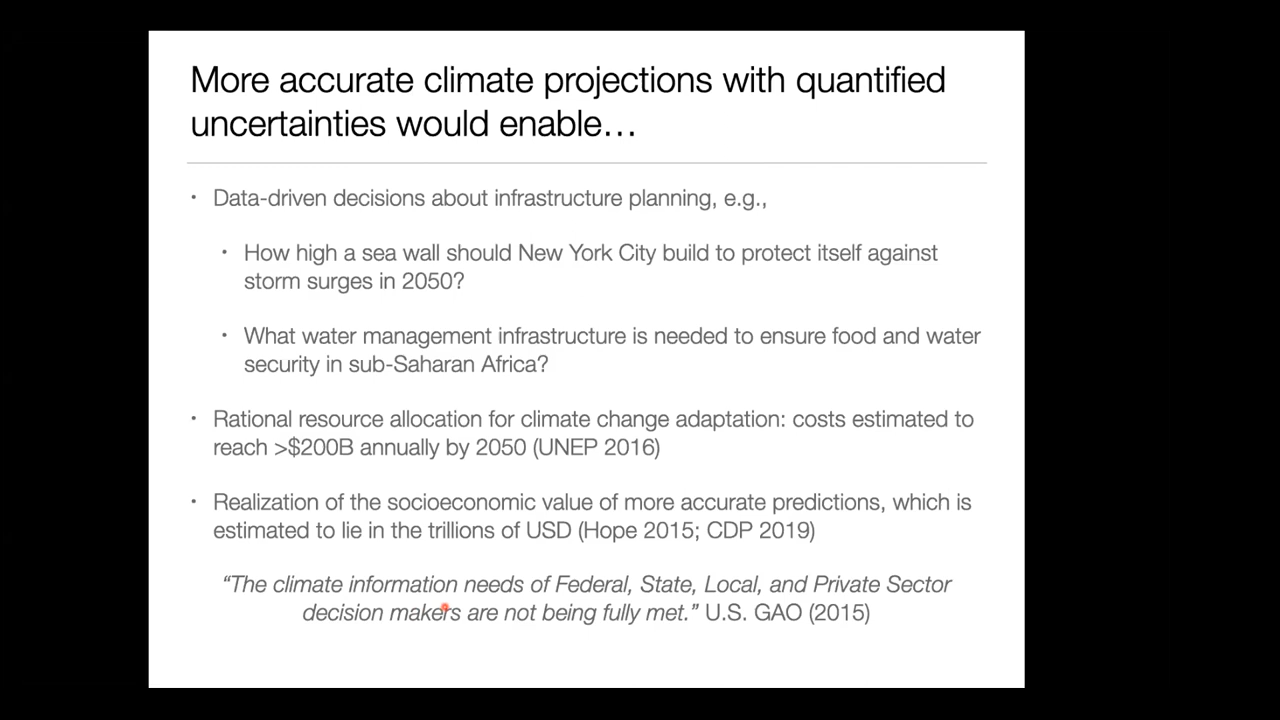 More accurate climate projections with quantified
uncertainties would enable…
• Data-driven decisions about infrastructure planning, e.g.,
• How high a sea wall should New York City build to protect itself against
storm surges in 2050?
• What water management infrastructure is needed to ensure food and water
security in sub-Saharan Africa?
• Rational resource allocation for climate change adaptation: costs estimated to
reach >$200B annually by 2050 (UNEP 2016)
• Realization of the socioeconomic value of more accurate predictions, which is
estimated to lie in the trillions of USD (Hope 2015; CDP 2019)
“The climate information needs of Federal, State, Local, and Private Sector
decision makers are not being fully met.” U.S. GAO (2015)